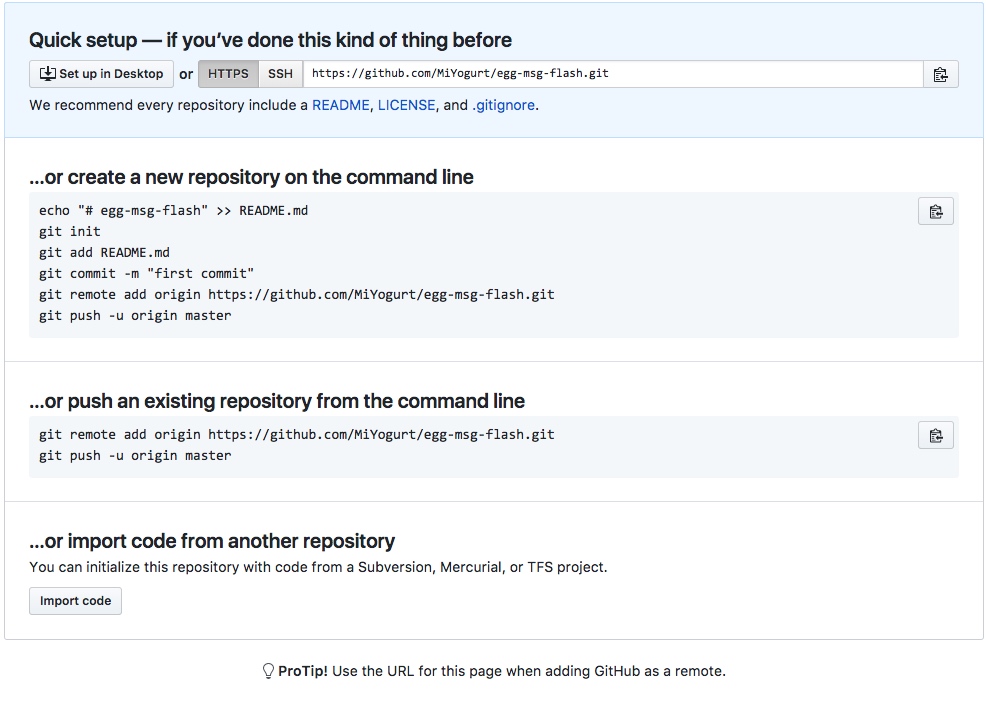 Quick setup — if you’ve done this kind of thing before
Set up in Desktop or HTTPS SSH https://github.com/MiYogurt/egg-msg-flash.git
We recommend every repository include a README, LICENSE, and .gitignore.
…or create a new repository on the command line
echo "# egg-msg-flash" >> README.md
git init
git add README.md
git commit -m "first commit"
git remote add origin https://github.com/MiYogurt/egg-msg-flash.git
git push -u origin master
…or push an existing repository from the command line
git remote add origin https://github.com/MiYogurt/egg-msg-flash.git
git push -u origin master
…or import code from another repository
You can initialize this repository with code from a Subversion, Mercurial, or TFS project.
Import code
ProTip! Use the URL for this page when adding GitHub as a remote.